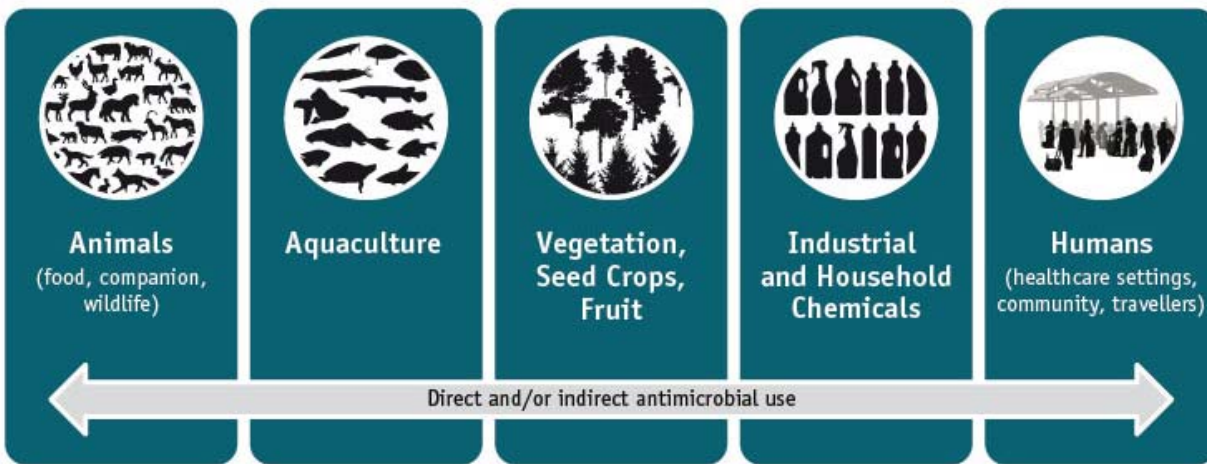 Animals
(food, companion,
wildlife)
Aquaculture
Vegetation,
Seed Crops,
Fruit
Industrial
and Household
Chemicals
Humans
(healthcare settings,
community, travellers)
Direct and/or indirect antimicrobial use